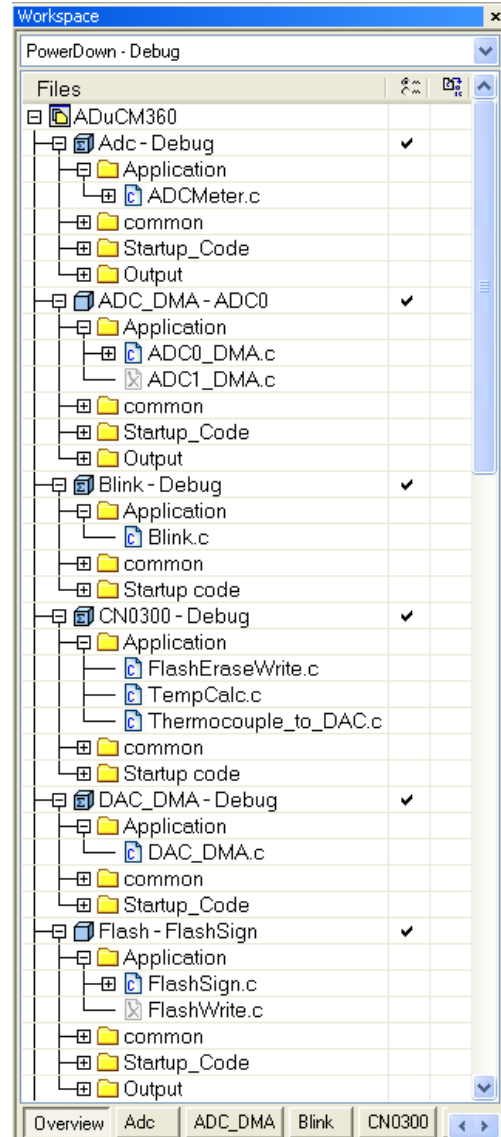 Workspace
PowerDown - Debug
Files
ADuCM360
Adc - Debug
Application
ADCMeter.c
common
Startup_Code
Output
ADC_DMA - ADC0
Application
ADC0_DMA.c
ADC1_DMA.c
common
Startup_Code
Output
Blink - Debug
Application
Blink.c
common
Startup code
CN0300 - Debug
Application
FlashEraseWrite.c
TempCalc.c
Thermocouple_to_DAC.c
common
Startup code
DAC_DMA - Debug
Application
DAC_DMA.c
common
Startup_Code
Flash - FlashSign
Application
FlashSign.c
FlashWrite.c
common
Startup_Code
Output
Overview Adc ADC_DMA Blink CN0300